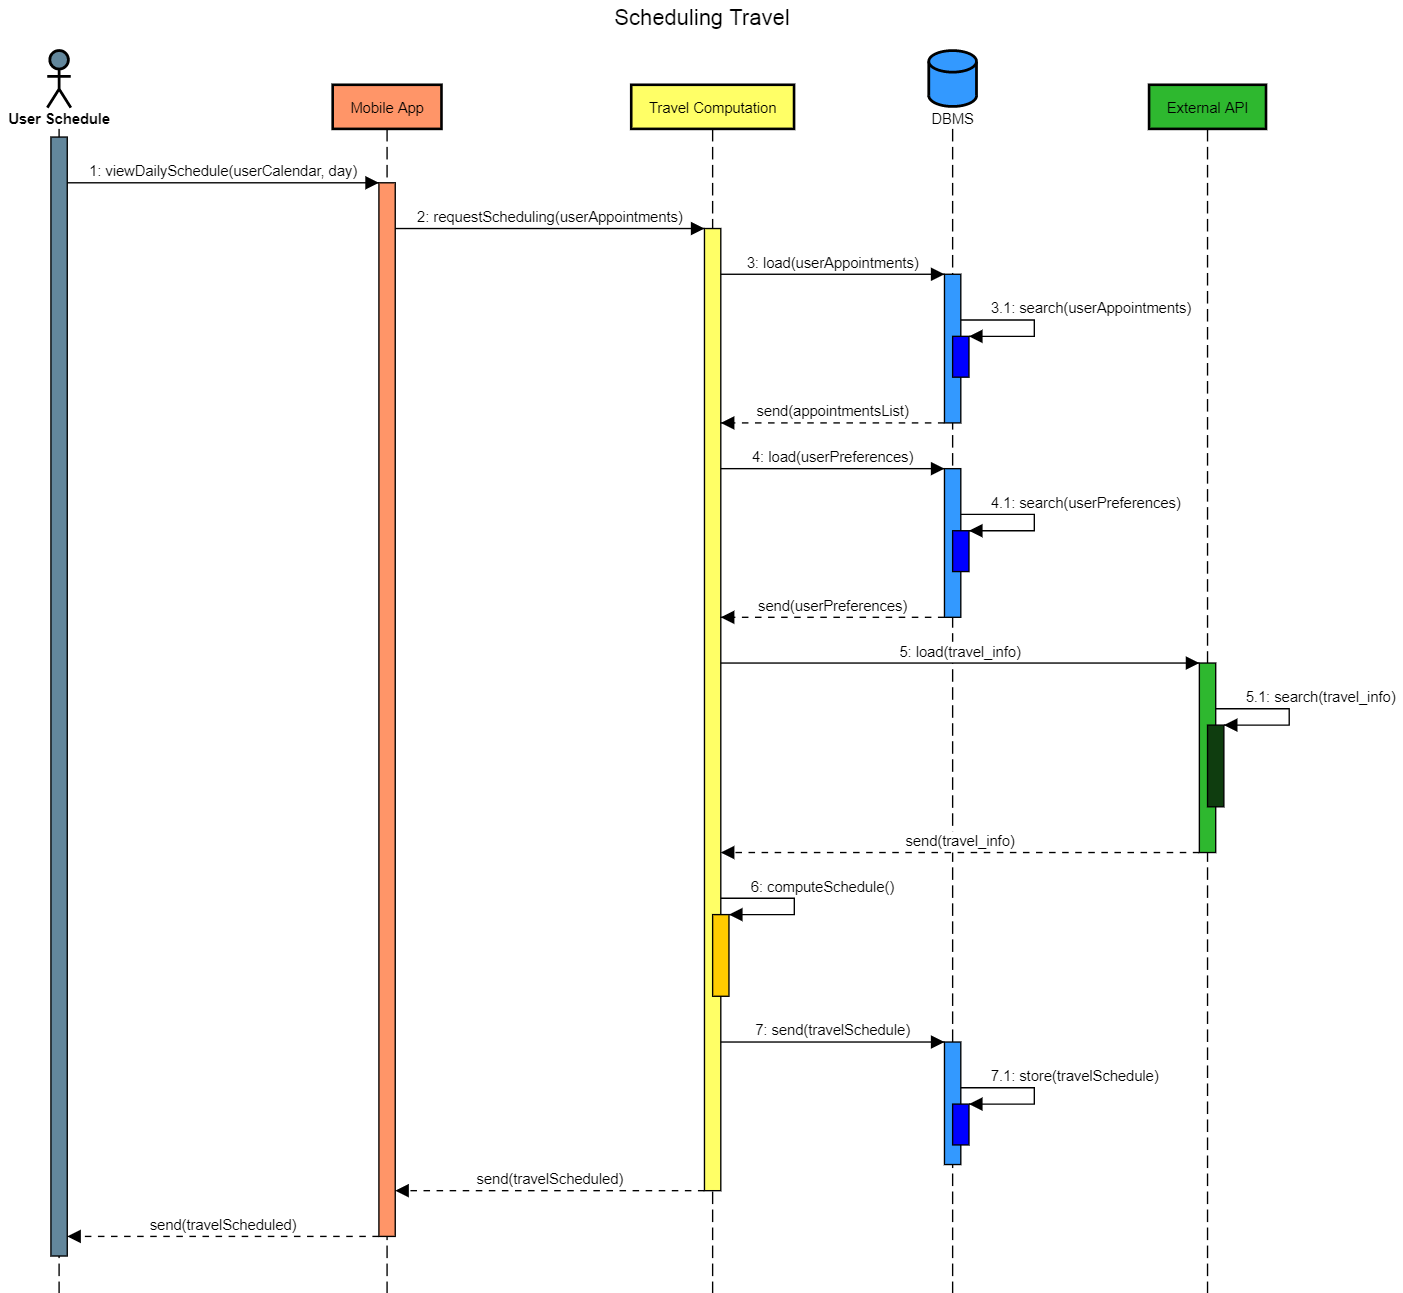 Scheduling Travel
User Schedule
Mobile App
Travel Computation
DBMS
External API
1: viewDailySchedule(userCalendar, day)
2: requestScheduling(userAppointments)
3: load(userAppointments)
3.1: search(userAppointments)
send(appointmentsList)
4: load(userPreferences)
4.1: search(userPreferences)
send(userPreferences)
5: load(travel_info)
5.1: search(travel_info)
send(travel_info)
6: computeSchedule()
7: send(travelSchedule)
7.1: store(travelSchedule)
send(travelScheduled)
send(travelScheduled)